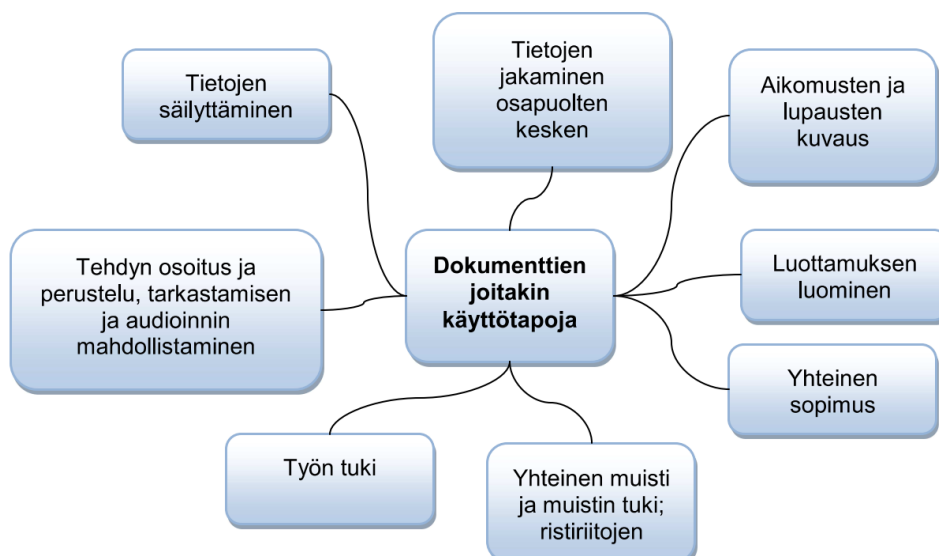 Tietojen
säilyttäminen
Tietojen
jakaminen
osapuolten
kesken
Aikomusten ja
lupausten
kuvaus
Tehdyn osoitus ja
perustelu, tarkastamisen
ja audioinnin
mahdollistaminen
Dokumenttien
joitakin
käyttötapoja
Luottamuksen
luominen
Yhteinen
sopimus
Työn tuki
Yhteinen muisti
ja muistin tuki;
ristiriitojen